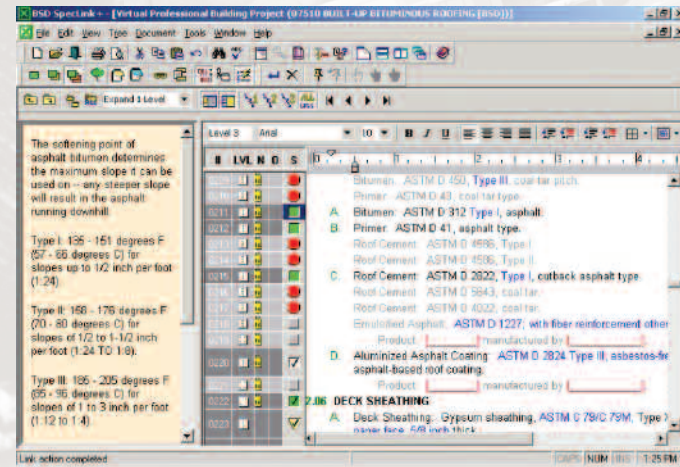 BSD SpecLink + - [Virtual Professional Building Project (07510 BUILT-UP BITUMINOUS ROOFING [BSD])]
File Edit View Tree Document Tools Window Help
Expand 1 Level
ALL
Level 3 Arial 10 B I U
# LVL N O S
The softening point of
asphalt bitumen determines
the maximum slope it can be
used on -- any steeper slope
will result in the asphalt
running downhill.
Type I: 135 - 151 degrees F
(57 - 66 degrees C) for
slopes up to 1/2 inch per foot
(1:24)
Type II: 158 - 176 degrees F
(70 - 80 degrees C) for
slopes of 1/2 to 1-1/2 inch
per foot (1:24 TO 1:8).
Type III: 185 - 205 degrees F
(85 - 96 degrees C) for
slopes of 1 to 3 inch per foot
(1:12 to 1:4)
Bitumen: ASTM D 450, Type III, coal tar pitch.
Primer: ASTM D 43, coal tar type.
0211 A. Bitumen: ASTM D 312 Type I, asphalt.
B. Primer: ASTM D 41, asphalt type.
Roof Cement: ASTM D 4586, Type I.
Roof Cement: ASTM D 4586, Type II.
0215 C. Roof Cement: ASTM D 2822, Type I, cutback asphalt type.
Roof Cement: ASTM D 5643, coal tar.
Roof Cement: ASTM D 4022, coal tar.
Emulsified Asphalt: ASTM D 1227; with fiber reinforcement other
Product: manufactured by
0220 D. Aluminized Asphalt Coating: ASTM D 2824 Type III, asbestos-fre
asphalt-based roof coating.
Product: manufactured by
0222 2.06 DECK SHEATHING
0223 A. Deck Sheathing: Gypsum sheathing, ASTM C 79/C 79M, Type X
paper face, 5/8 inch thick
Link action completed CAPS NUM INS 1:25 PM